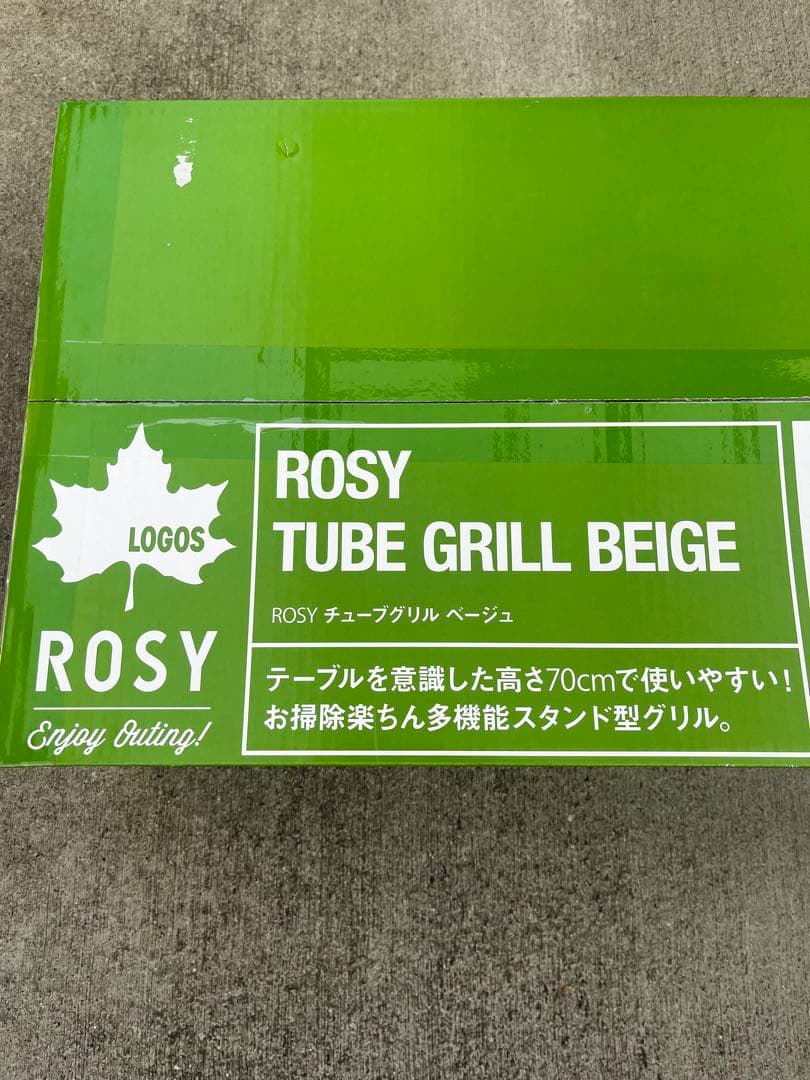 LOGOS
ROSY
Enjoy Outing!
ROSY
TUBE GRILL BEIGE
ROSY チューブグリル ベージュ
テーブルを意識した高さ70cmで使いやすい！
お掃除楽ちん多機能スタンド型グリル。